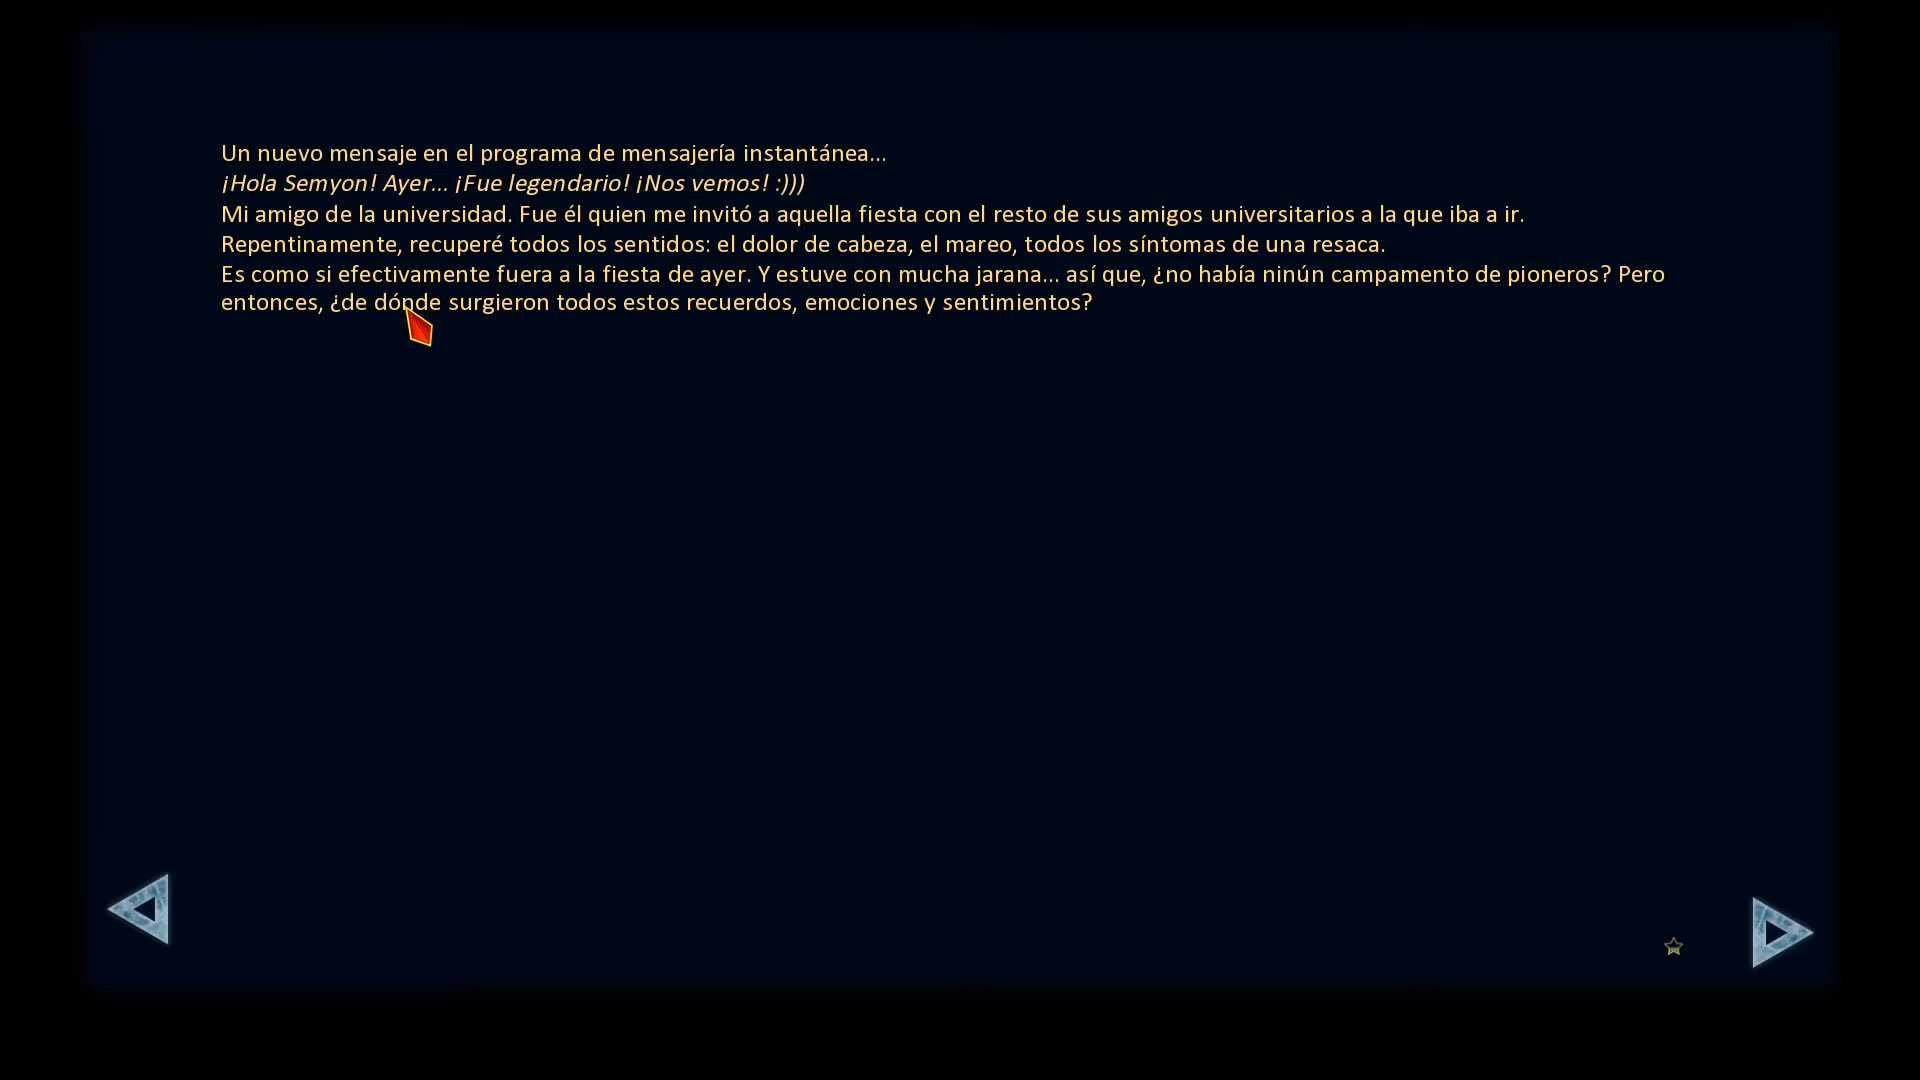 Un nuevo mensaje en el programa de mensajería instantánea...
¡Hola Semyon! Ayer... ¡Fue legendario! ¡Nos vemos! :)))
Mi amigo de la universidad. Fue él quien me invitó a aquella fiesta con el resto de sus amigos universitarios a la que iba a ir.
Repentinamente, recuperé todos los sentidos: el dolor de cabeza, el mareo, todos los síntomas de una resaca.
Es como si efectivamente fuera a la fiesta de ayer. Y estuve con mucha jarana... así que, ¿no había ninún campamento de pioneros? Pero
entonces, ¿de dónde surgieron todos estos recuerdos, emociones y sentimientos?